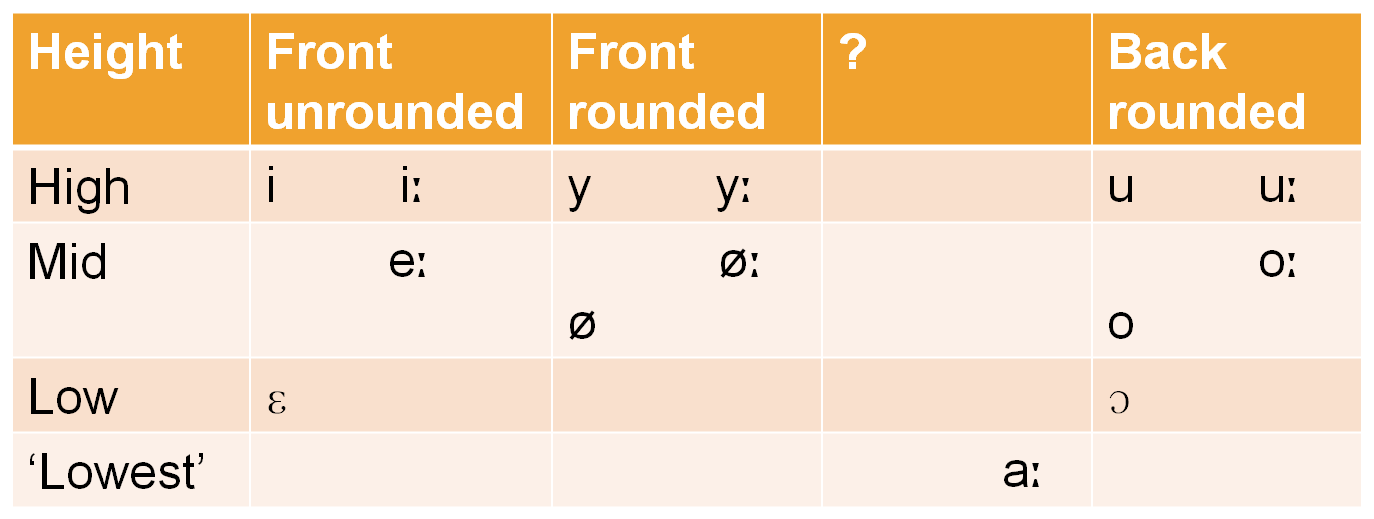 Height Front unrounded Front rounded ? Back rounded
High i iː y yː u uː
Mid eː øː oː
ø o
Low ɛ ɔ
‘Lowest’ aː